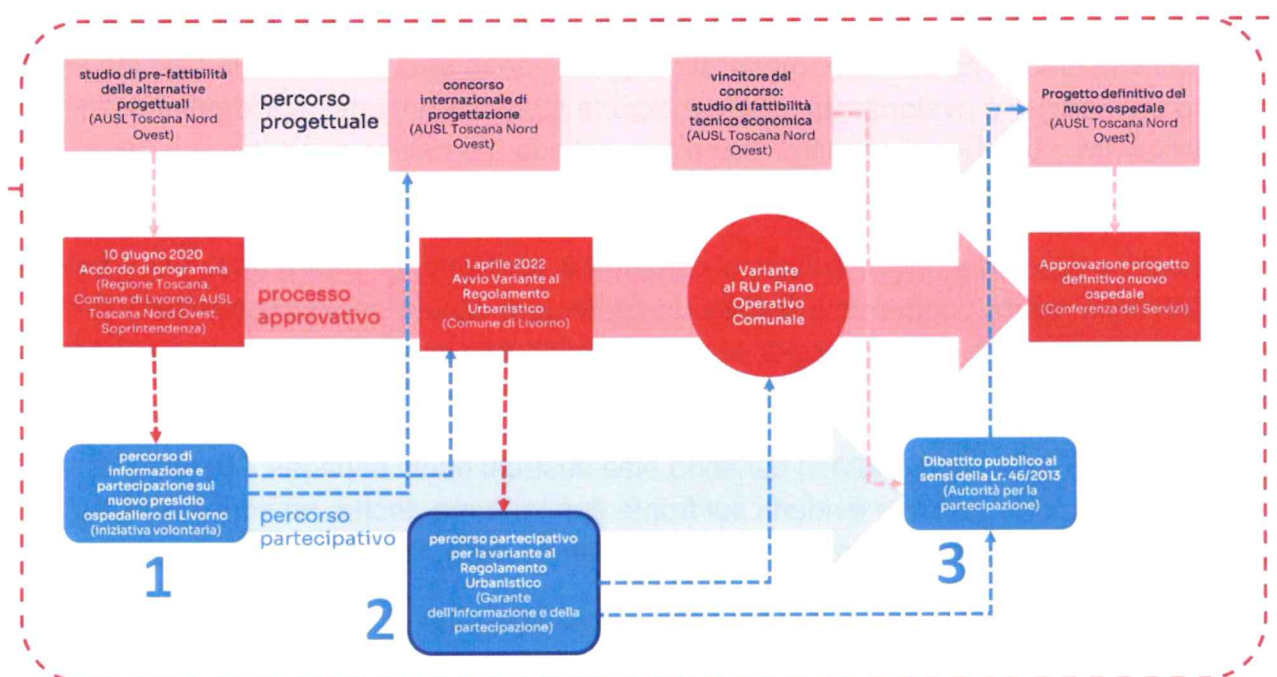 studio di pre-fattibilità
delle alternative
progettuali
(AUSL Toscana Nord
Ovest)
percorso
progettuale
concorso
internazionale di
progettazione
(AUSL Toscana Nord
Ovest)
vincitore del
concorso:
studio di fattibilità
tecnico economica
(AUSL Toscana Nord
Ovest)
Progetto definitivo del
nuovo ospedale
(AUSL Toscana Nord
Ovest)
10 giugno 2020
Accordo di programma
(Regione Toscana,
Comune di Livorno, AUSL
Toscana Nord Ovest,
Soprintendenza)
processo
approvativo
1 aprile 2022
Avvio Variante al
Regolamento
Urbanistico
(Comune di Livorno)
Variante
al RU e Piano
Operativo
Comunale
Approvazione progetto
definitivo nuovo
ospedale
(Conferenza dei Servizi)
percorso di
informazione e
partecipazione sul
nuovo presidio
ospedaliero di Livorno
(iniziativa volontaria)
1
percorso
partecipativo
percorso partecipativo
per la variante al
Regolamento
Urbanistico
(Garante
dell'informazione e della
partecipazione)
2
Dibattito pubblico ai
sensi della Lr. 46/2013
(Autorità per la
partecipazione)
3